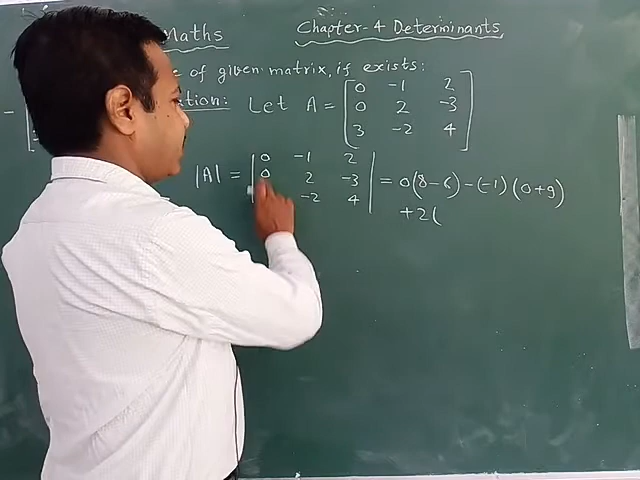 Maths Chapter-4 Determinants
of given matrix, if exists:
Let A = [0 -1 2
0 2 -3
3 -2 4]
|A| = |0 -1 2
0 2 -3
-2 4| = 0(8-6)-(-1)(0+9)
+2(